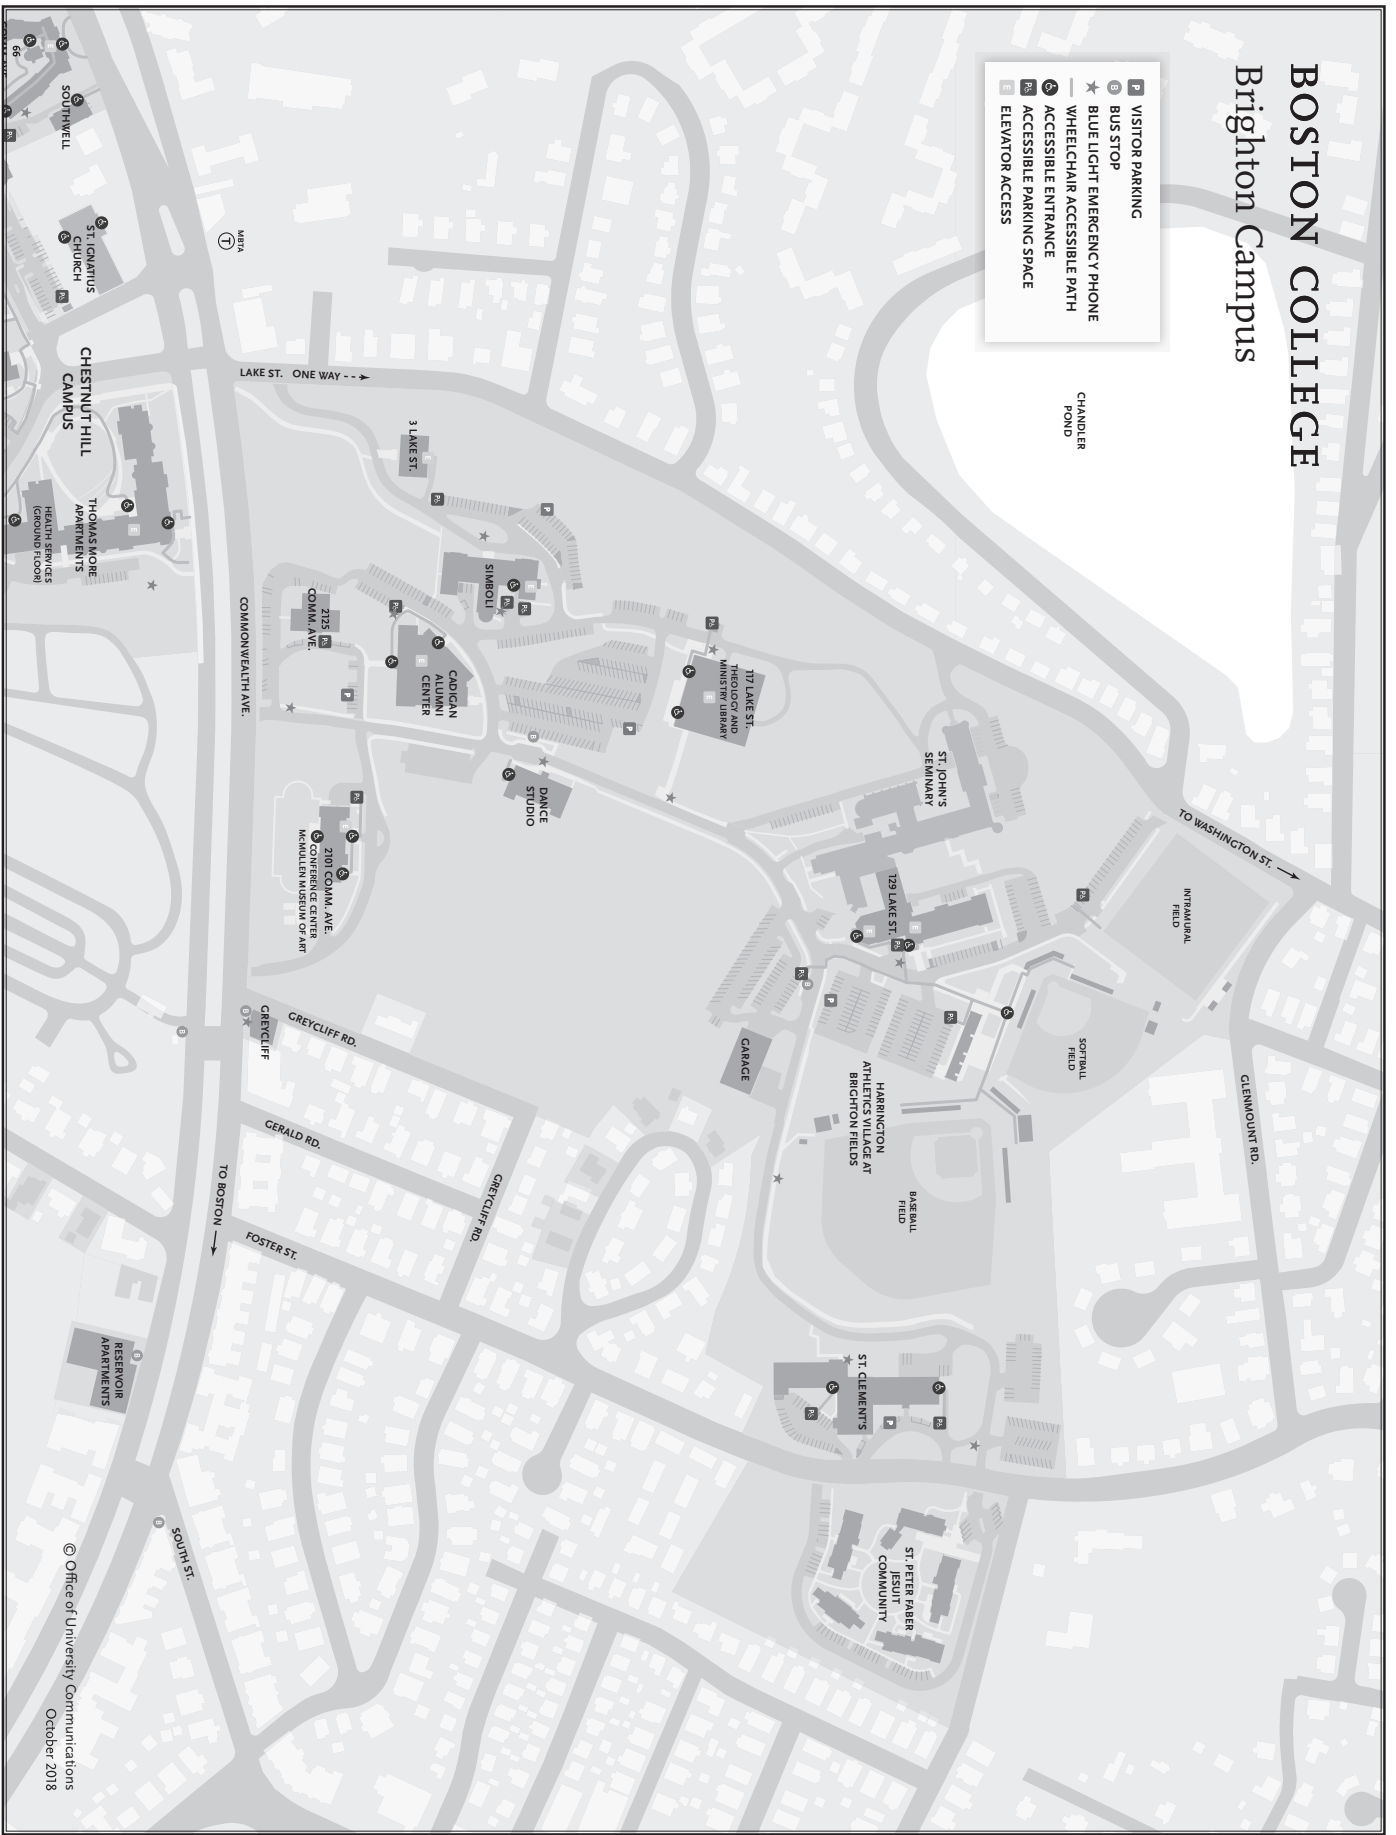 BOSTON COLLEGE
Brighton Campus
P VISITOR PARKING
B BUS STOP
BLUE LIGHT EMERGENCY PHONE
WHEELCHAIR ACCESSIBLE PATH
ACCESSIBLE ENTRANCE
P ACCESSIBLE PARKING SPACE
E ELEVATOR ACCESS
CHANDLER
POND
TO WASHINGTON ST.
INTRAMURAL
FIELD
GLENMOUNT RD.
SOFTBALL
FIELD
ST. JOHN'S
SEMINARY
129 LAKE ST.
HARRINGTON
ATHLETICS VILLAGE AT
BRIGHTON FIELDS
BASEBALL
FIELD
ST. CLEMENT'S
ST. PETER FABER
JESUIT
COMMUNITY
117 LAKE ST.
THEOLOGY AND
MINISTRY LIBRARY
GARAGE
DANCE
STUDIO
SIMBOLI
3 LAKE ST.
CADIGAN
ALUMNI
CENTER
2125
COMM. AVE.
2101 COMM. AVE.
CONFERENCE CENTER
McMULLEN MUSEUM OF ART
LAKE ST. ONE WAY
COMMONWEALTH AVE.
GREYCLIFF
GREYCLIFF RD.
GERALD RD.
GREYCLIFF RD.
FOSTER ST.
TO BOSTON
MBTA
T
66
SOUTHWELL
ST. IGNATIUS
CHURCH
CHESTNUT HILL
CAMPUS
THOMAS MORE
APARTMENTS
HEALTH SERVICES
(GROUND FLOOR)
RESERVOIR
APARTMENTS
SOUTH ST.
© Office of University Communications
October 2018